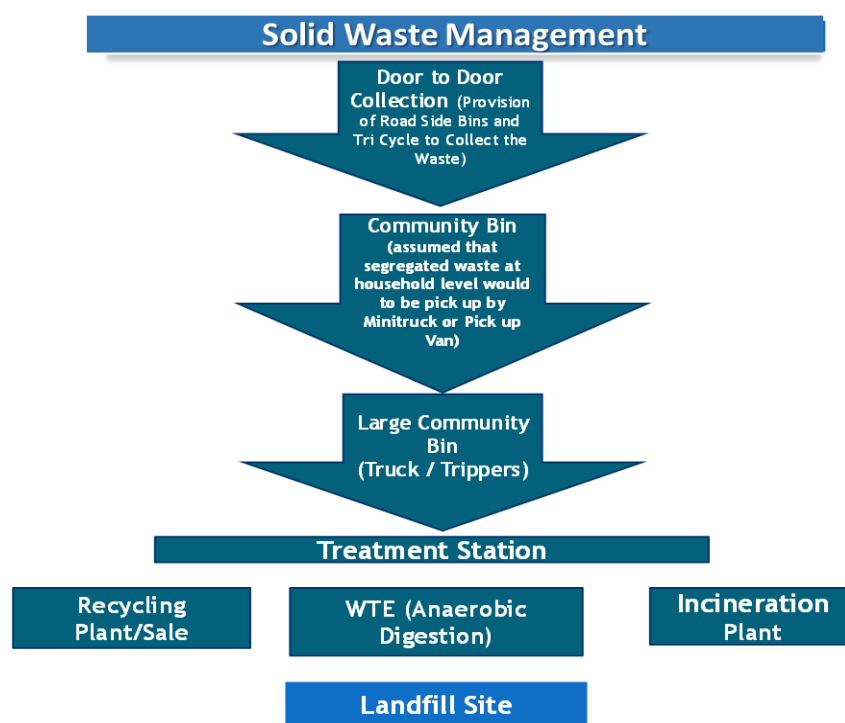 Solid Waste Management
Door to Door
Collection (Provision
of Road Side Bins and
Tri Cycle to Collect the
Waste)
Community Bin
(assumed that
segregated waste at
household level would
to be pick up by
Minitruck or Pick up
Van)
Large Community
Bin
(Truck / Trippers)
Treatment Station
Recycling
Plant/Sale
WTE (Anaerobic
Digestion)
Incineration
Plant
Landfill Site